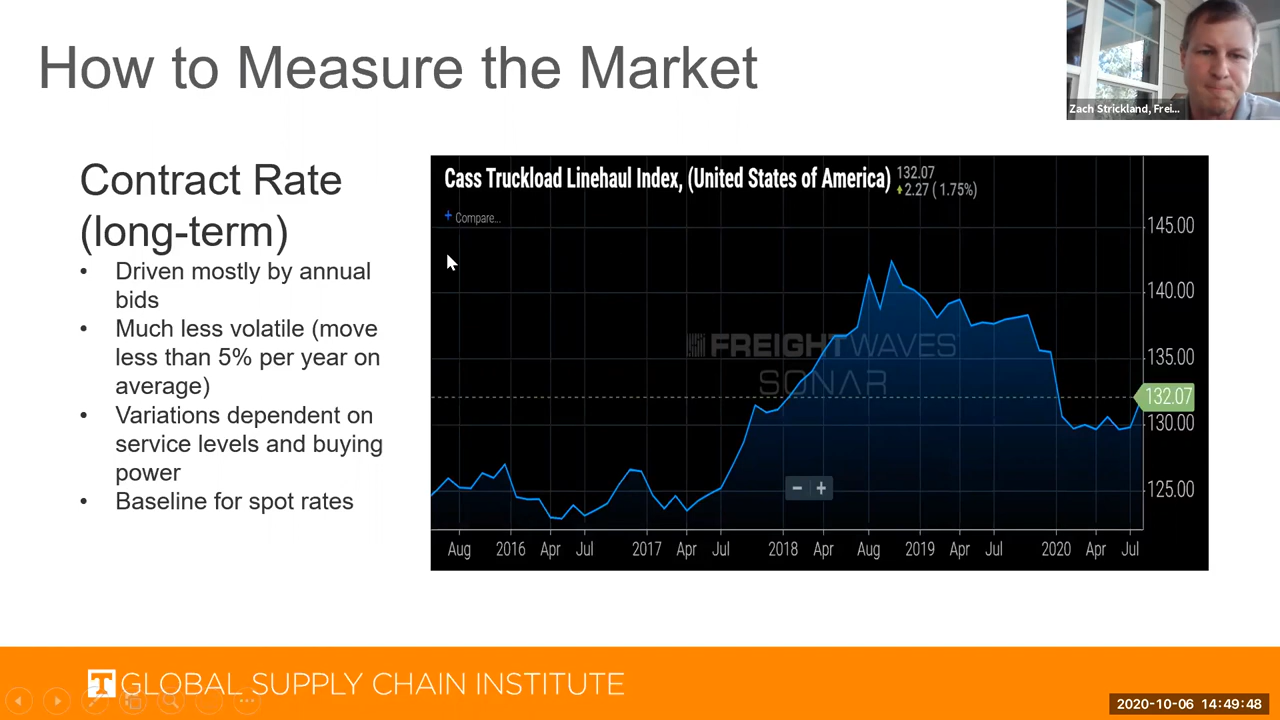 How to Measure the Market
Zach Strickland, Frei...
Contract Rate
(long-term)
• Driven mostly by annual
bids
• Much less volatile (move
less than 5% per year on
average)
• Variations dependent on
service levels and buying
power
• Baseline for spot rates
Cass Truckload Linehaul Index, (United States of America)
132.07
2.27 ( 1.75%)
+ Compare...
FREIGHTWAVES
SONAR
145.00
140.00
135.00
132.07
130.00
125.00
− +
Aug 2016 Apr Jul 2017 Apr Jul 2018 Apr Aug 2019 Apr Jul 2020 Apr Jul
T GLOBAL SUPPLY CHAIN INSTITUTE
2020-10-06 14:49:48